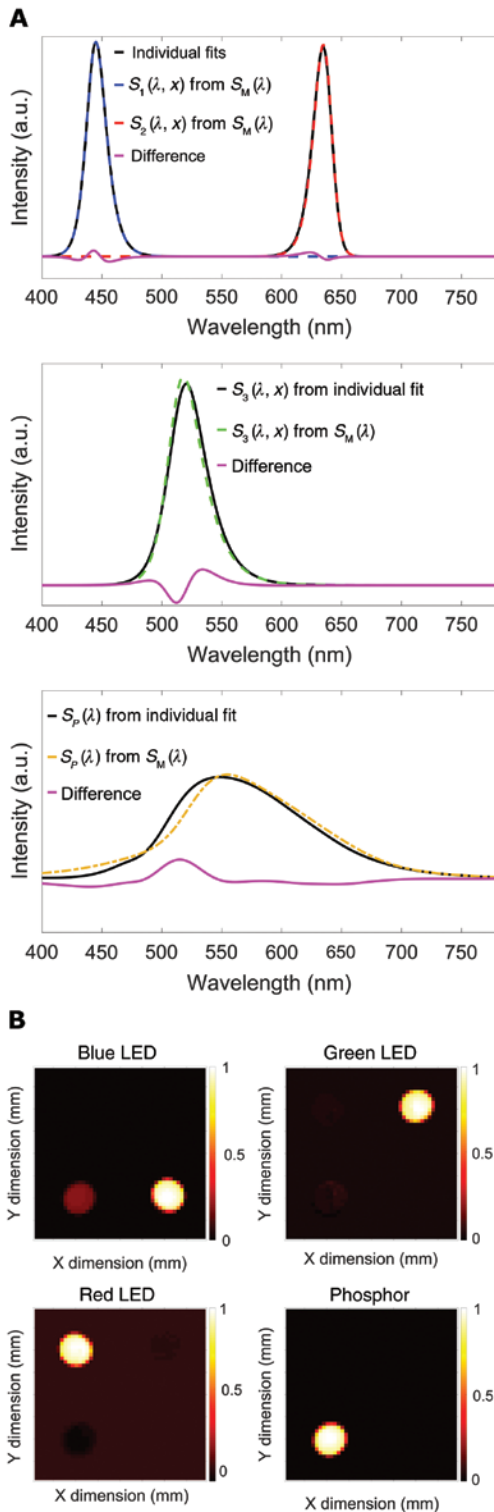 A
Individual fits
S1(λ, x) from SM(λ)
S2(λ, x) from SM(λ)
Difference
Intensity (a.u.)
400 450 500 550 600 650 700 750
Wavelength (nm)
S3(λ, x) from individual fit
S3(λ, x) from SM(λ)
Difference
Intensity (a.u.)
400 450 500 550 600 650 700 750
Wavelength (nm)
SP(λ) from individual fit
SP(λ) from SM(λ)
Difference
Intensity (a.u.)
400 450 500 550 600 650 700 750
Wavelength (nm)
B
Blue LED
Y dimension (mm)
X dimension (mm)
1
0.5
0
Green LED
Y dimension (mm)
X dimension (mm)
1
0.5
0
Red LED
Y dimension (mm)
X dimension (mm)
1
0.5
0
Phosphor
Y dimension (mm)
X dimension (mm)
1
0.5
0